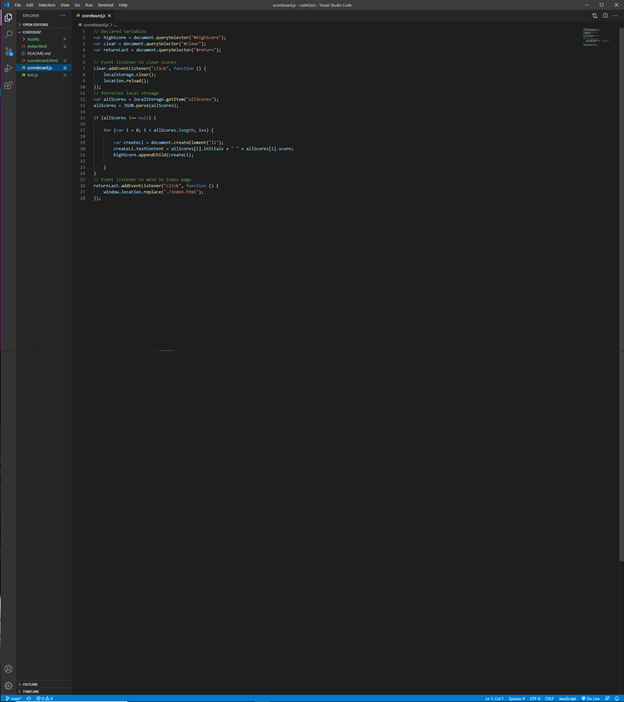 File Edit Selection View Go Run Terminal Help
scoreboard.js - codeQuiz - Visual Studio Code
EXPLORER
OPEN EDITORS
CODEQUIZ
Assets
index.html U
README.md
scoreboard.html U
scoreboard.js U
test.js U
OUTLINE
TIMELINE
scoreboard.js
scoreboard.js > ...
1 // Declared variables
2 var highScore = document.querySelector("#highScore");
3 var clear = document.querySelector("#clear");
4 var returnLast = document.querySelector("#return");
5
6 // Event listener to clear scores
7 clear.addEventListener("click", function () {
8 localStorage.clear();
9 location.reload();
10 });
11 // Retreives local stroage
12 var allScores = localStorage.getItem("allScores");
13 allScores = JSON.parse(allScores);
14
15 if (allScores !== null) {
16
17 for (var i = 0; i < allScores.length; i++) {
18
19 var createLi = document.createElement("li");
20 createLi.textContent = allScores[i].initials + " " + allScores[i].score;
21 highScore.appendChild(createLi);
22
23 }
24 }
25 // Event listener to move to index page
26 returnLast.addEventListener("click", function () {
27 window.location.replace("./index.html");
28 });
main* 0 0
Ln 1, Col 1 Spaces: 4 UTF-8 CRLF JavaScript Go Live